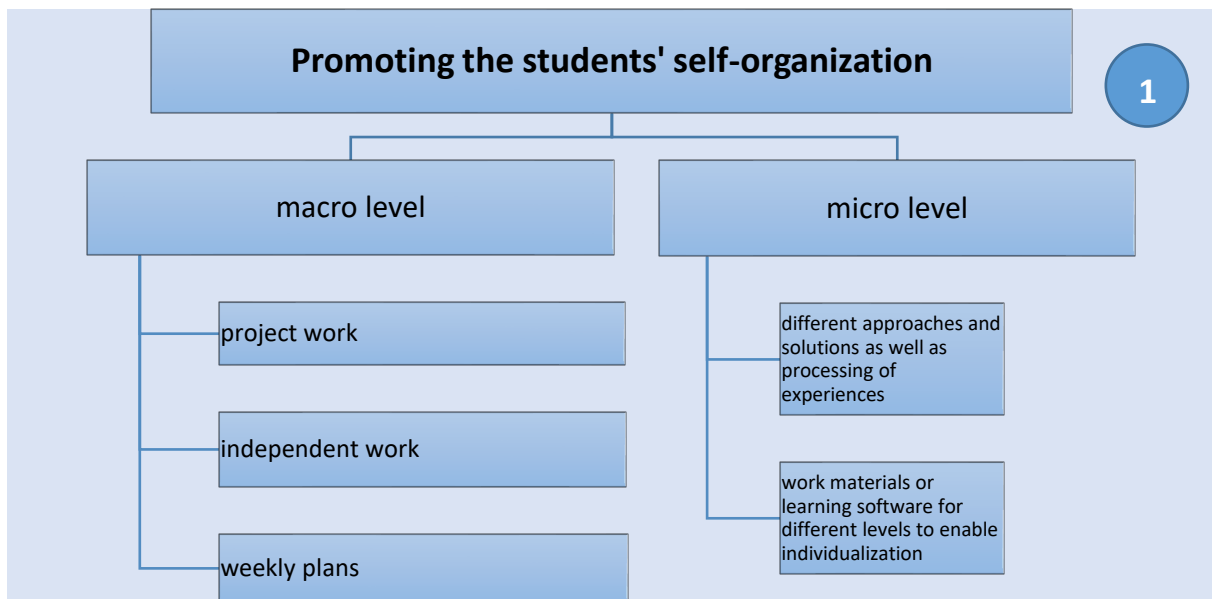 Promoting the students' self-organization
1
macro level
micro level
project work
independent work
weekly plans
different approaches and
solutions as well as
processing of
experiences
work materials or
learning software for
different levels to enable
individualization